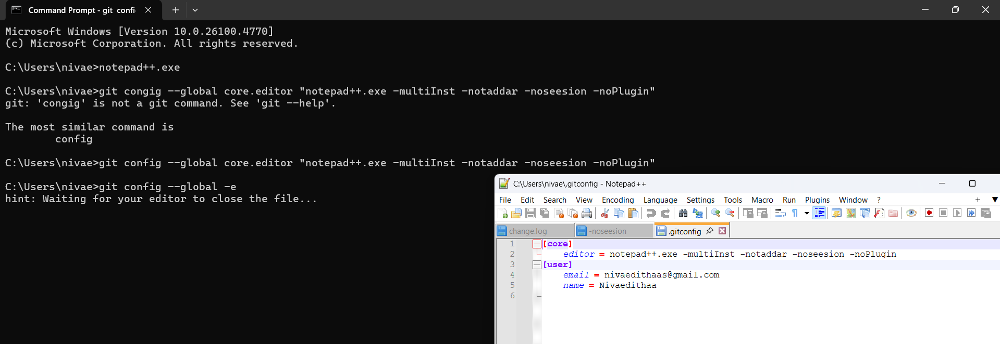 Command Prompt - git confi
Microsoft Windows [Version 10.0.26100.4770]
(c) Microsoft Corporation. All rights reserved.
C:\Users\nivae>notepad++.exe
C:\Users\nivae>git congig --global core.editor "notepad++.exe -multiInst -notaddar -noseesion -noPlugin"
git: 'congig' is not a git command. See 'git --help'.
The most similar command is
config
C:\Users\nivae>git config --global core.editor "notepad++.exe -multiInst -notaddar -noseesion -noPlugin"
C:\Users\nivae>git config --global -e
hint: Waiting for your editor to close the file...
C:\Users\nivae\.gitconfig - Notepad++
File Edit Search View Encoding Language Settings Tools Macro Run Plugins Window ?
change.log -noseesion .gitconfig
1 [core]
2 editor = notepad++.exe -multiInst -notaddar -noseesion -noPlugin
3 [user]
4 email = nivaedithaas@gmail.com
5 name = Nivaedithaa
6